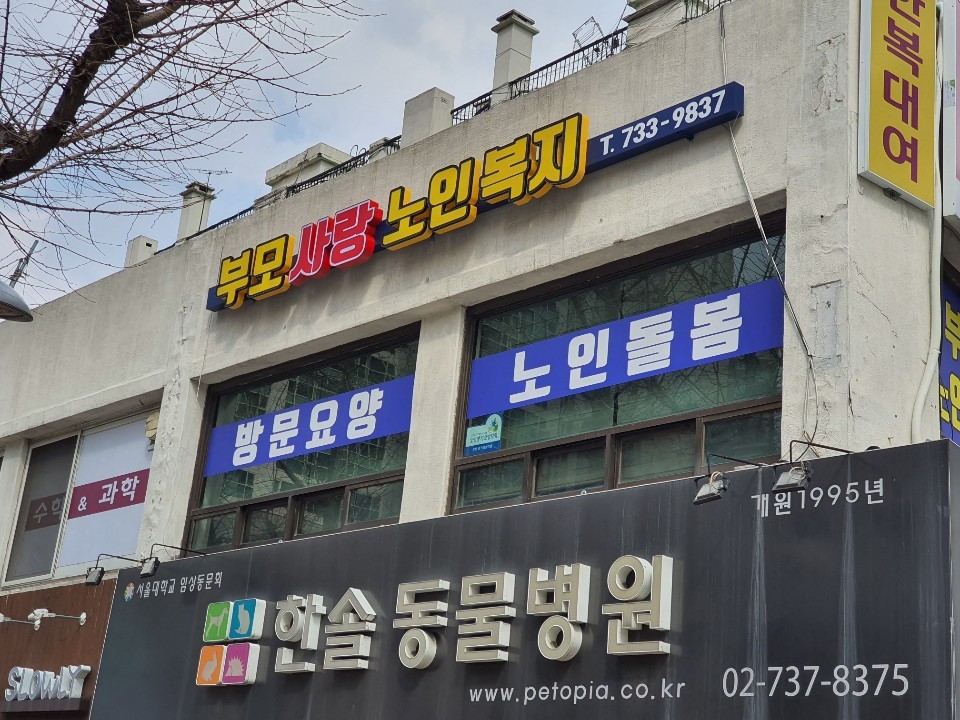 한복대여
부모사랑노인복지 T. 733-9837
방문요양 노인돌봄
수학 & 과학
개원1995년
서울대학교 임상동문회
한솔동물병원
SLOWLY
www.petopia.co.kr 02-737-8375